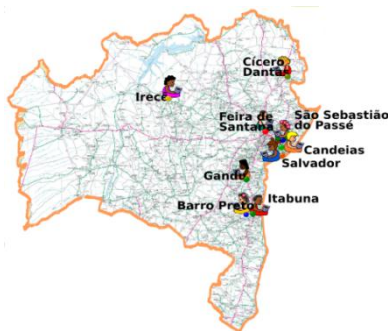 Cícero
Dantas
Irecê
Feira de
Santana
São Sebastião
do Passé
Candeias
Salvador
Gandu
Itabuna
Barro Preto